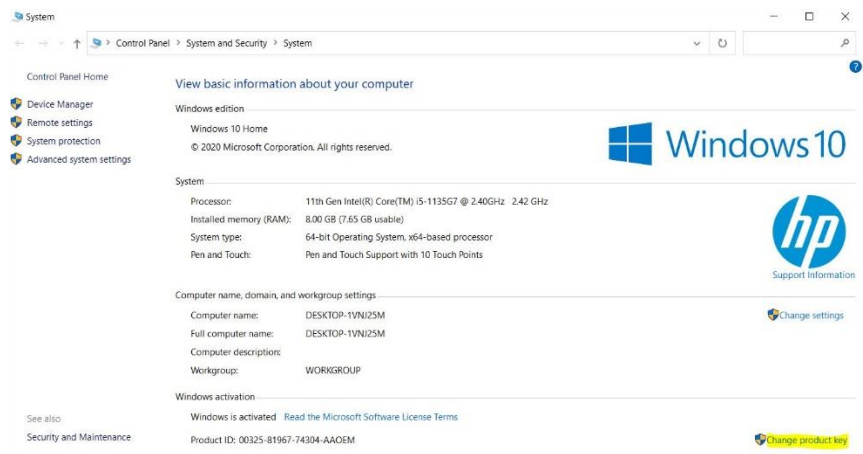 System
Control Panel > System and Security > System
Control Panel Home
Device Manager
Remote settings
System protection
Advanced system settings
See also
Security and Maintenance
View basic information about your computer
Windows edition
Windows 10 Home
© 2020 Microsoft Corporation. All rights reserved.
Windows 10
System
Processor: 11th Gen Intel(R) Core(TM) i5-1135G7 @ 2.40GHz 2.42 GHz
Installed memory (RAM): 8.00 GB (7.65 GB usable)
System type: 64-bit Operating System, x64-based processor
Pen and Touch: Pen and Touch Support with 10 Touch Points
hp
Support Information
Computer name, domain, and workgroup settings
Computer name: DESKTOP-1VNJ25M
Change settings
Full computer name: DESKTOP-1VNJ25M
Computer description:
Workgroup: WORKGROUP
Windows activation
Windows is activated Read the Microsoft Software License Terms
Product ID: 00325-81967-74304-AAOEM
Change product key